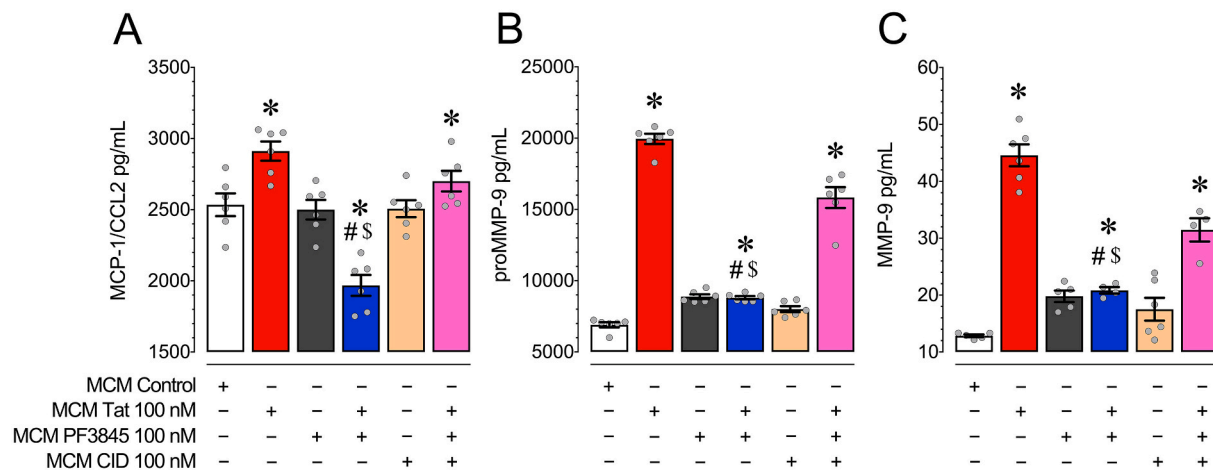 A B C
3500 25000 60
3000 20000 50
2500 15000 40
2000 10000 30
1500 5000 20
10
MCP-1/CCL2 pg/mL
proMMP-9 pg/mL
MMP-9 pg/mL
* * # $ * *
* * # $ *
* * # $ *
MCM Control + – – – – – + – – – – – + – – – – –
MCM Tat 100 nM – + – + – + – + – + – + – + – + – +
MCM PF3845 100 nM – – + + – + – – + + – + – – + + – +
MCM CID 100 nM – – – – + + – – – – + + – – – – + +